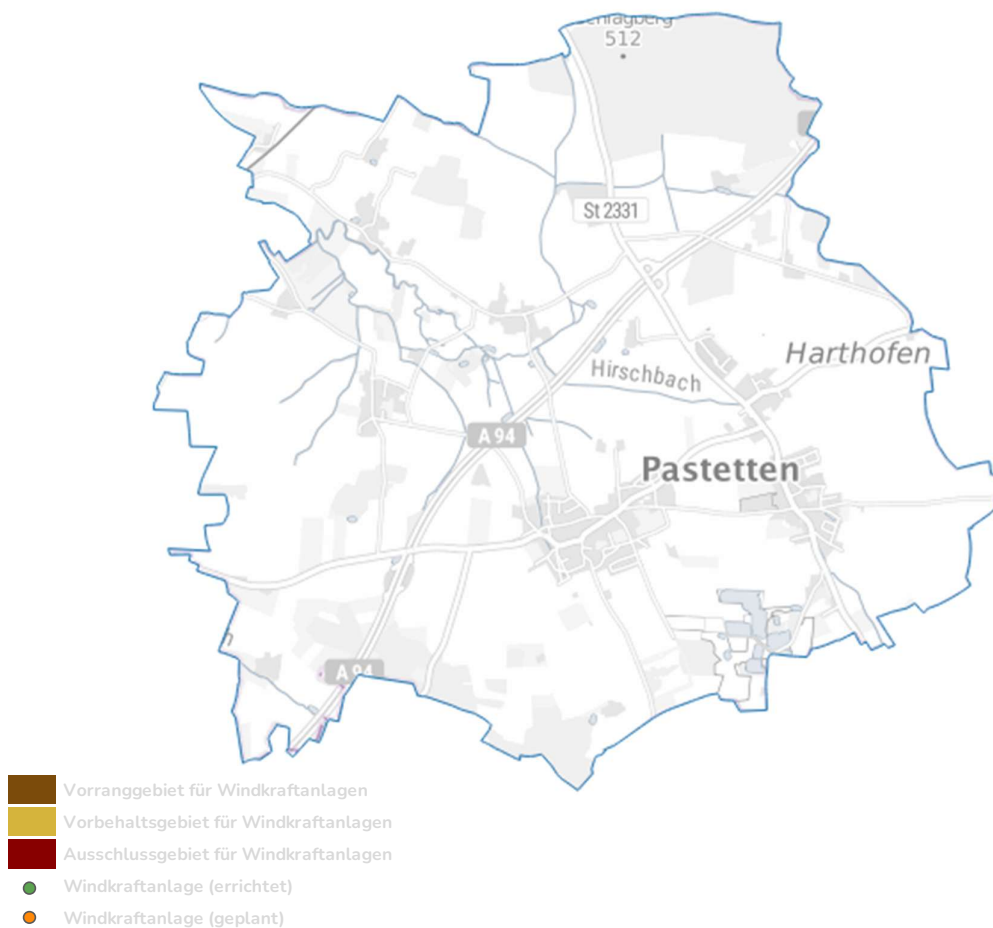 512
St 2331
Harthofen
Hirschbach
A 94
Pastetten
A 94
Vorranggebiet für Windkraftanlagen
Vorbehaltsgebiet für Windkraftanlagen
Ausschlussgebiet für Windkraftanlagen
Windkraftanlage (errichtet)
Windkraftanlage (geplant)